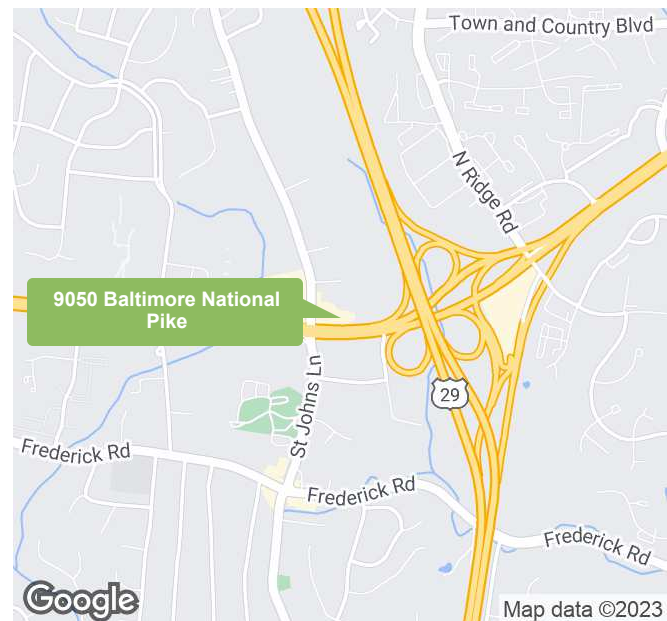 Town and Country Blvd
N Ridge Rd
9050 Baltimore National
Pike
29
St Johns Ln
Frederick Rd
Frederick Rd
Frederick Rd
Google
Map data ©2023